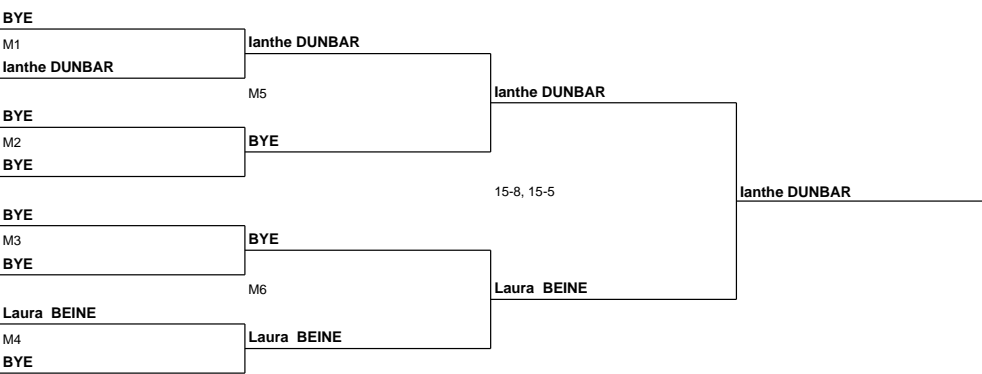 BYE
M1
Ianthe DUNBAR
BYE
M2
BYE
BYE
M3
BYE
Laura BEINE
M4
BYE
Ianthe DUNBAR
M5
BYE
BYE
M6
Laura BEINE
Ianthe DUNBAR
15-8, 15-5
Laura BEINE
Ianthe DUNBAR